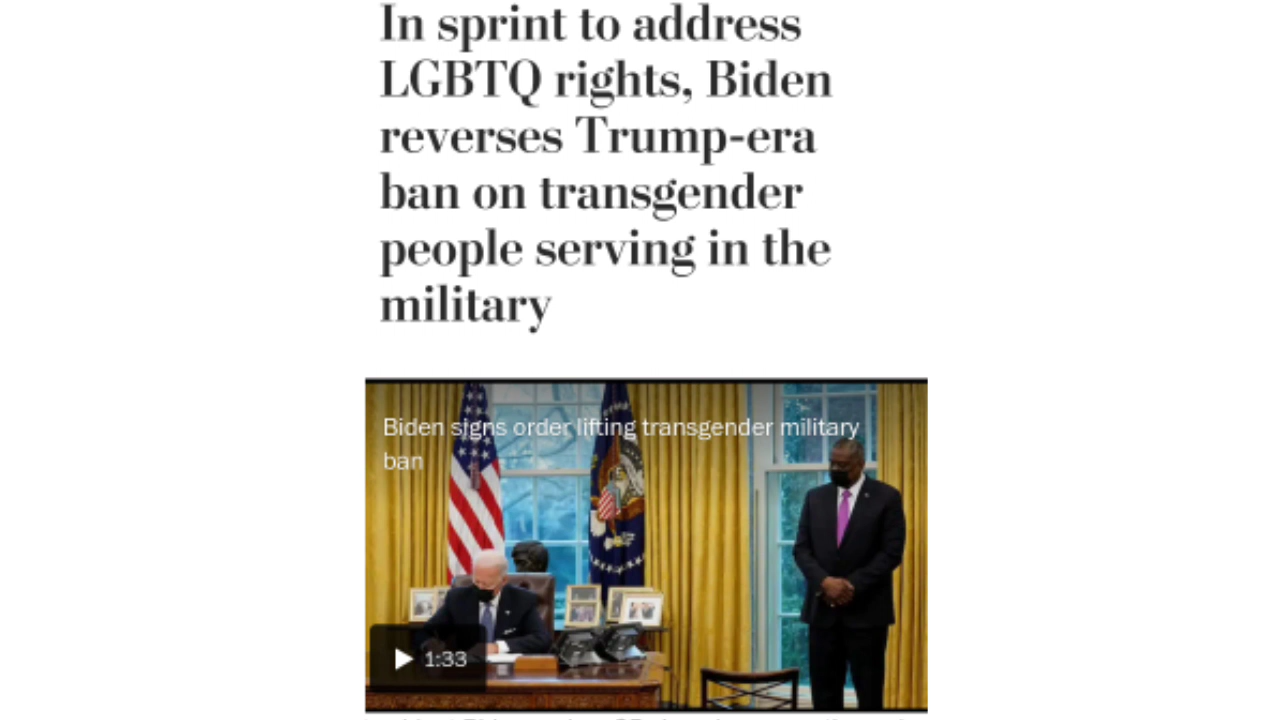 In sprint to address
LGBTQ rights, Biden
reverses Trump-era
ban on transgender
people serving in the
military
Biden signs order lifting transgender military
ban
1:33